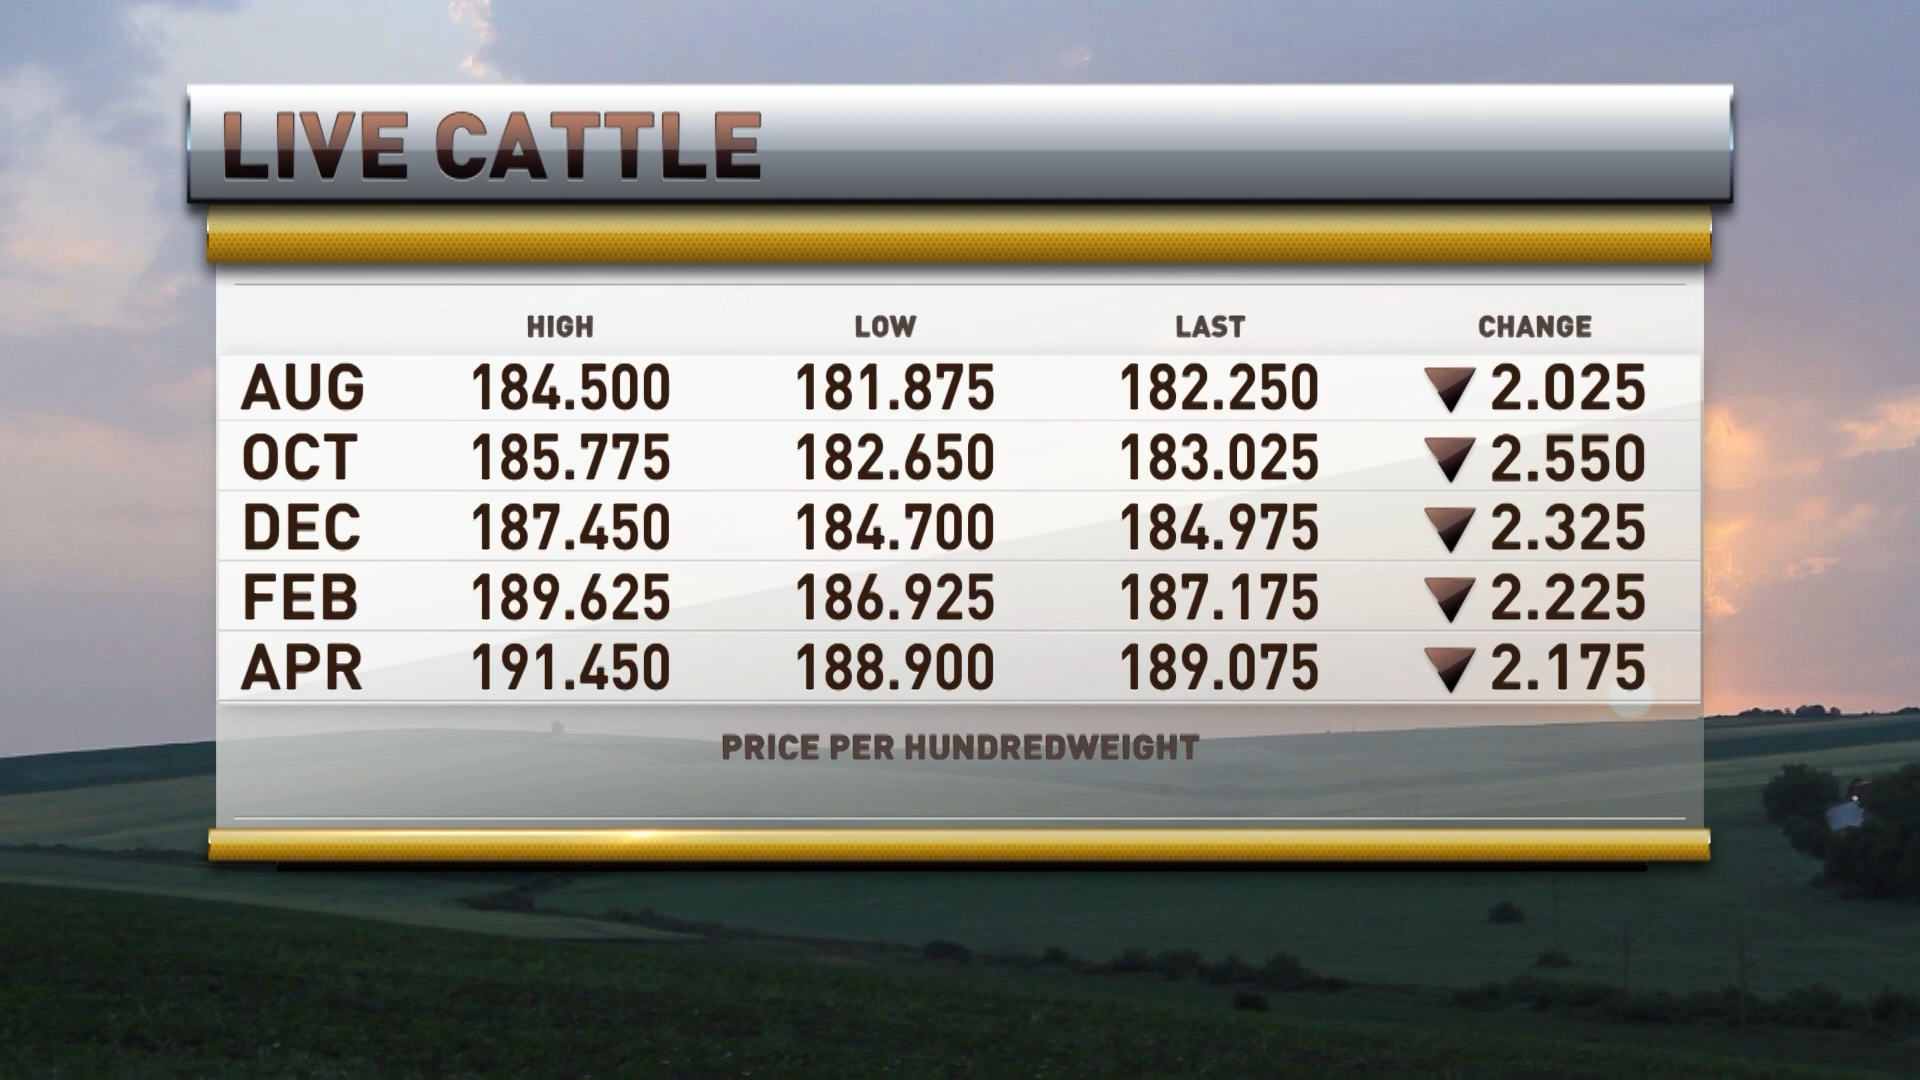 LIVE CATTLE
HIGH LOW LAST CHANGE
AUG 184.500 181.875 182.250 ▼ 2.025
OCT 185.775 182.650 183.025 ▼ 2.550
DEC 187.450 184.700 184.975 ▼ 2.325
FEB 189.625 186.925 187.175 ▼ 2.225
APR 191.450 188.900 189.075 ▼ 2.175
PRICE PER HUNDREDWEIGHT